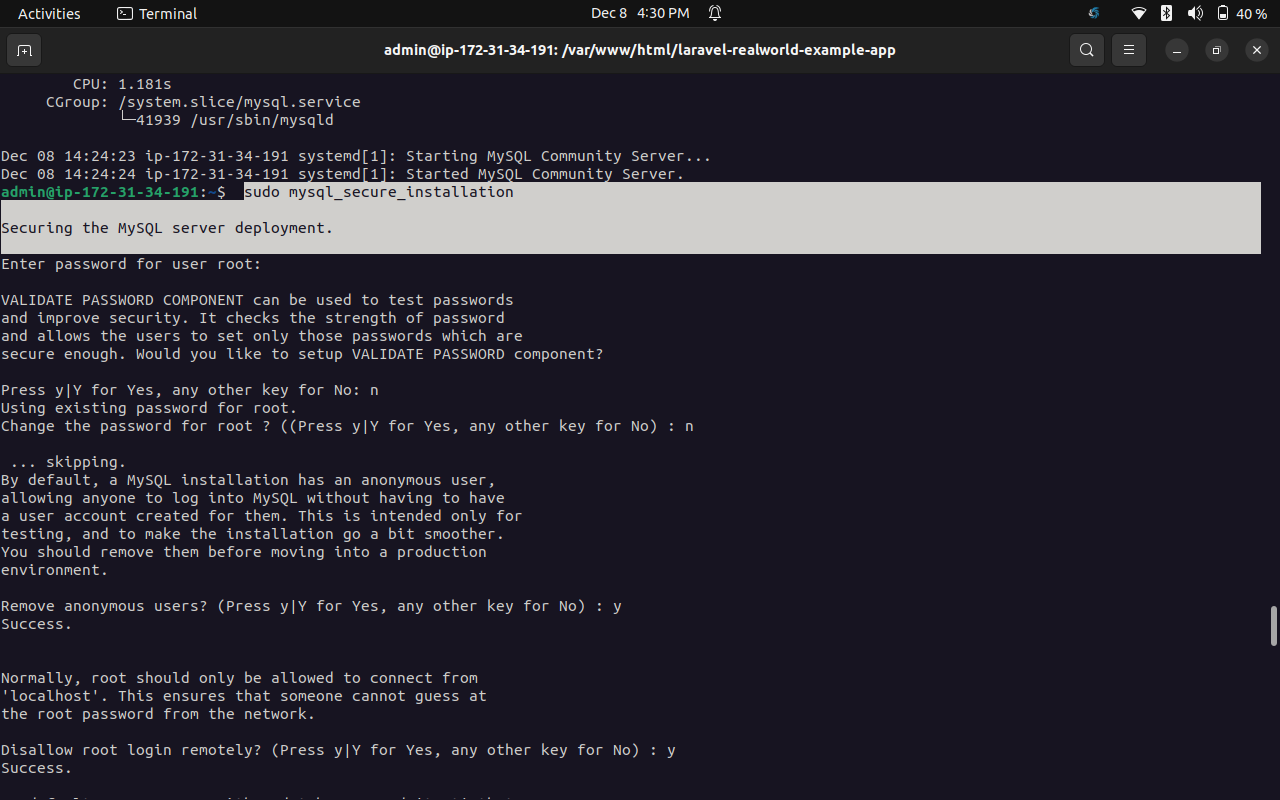 Activities Terminal Dec 8 4:30 PM 40 %
admin@ip-172-31-34-191: /var/www/html/laravel-realworld-example-app
CPU: 1.181s
CGroup: /system.slice/mysql.service
└─41939 /usr/sbin/mysqld
Dec 08 14:24:23 ip-172-31-34-191 systemd[1]: Starting MySQL Community Server...
Dec 08 14:24:24 ip-172-31-34-191 systemd[1]: Started MySQL Community Server.
admin@ip-172-31-34-191:~$ sudo mysql_secure_installation
Securing the MySQL server deployment.
Enter password for user root:
VALIDATE PASSWORD COMPONENT can be used to test passwords
and improve security. It checks the strength of password
and allows the users to set only those passwords which are
secure enough. Would you like to setup VALIDATE PASSWORD component?
Press y|Y for Yes, any other key for No: n
Using existing password for root.
Change the password for root ? ((Press y|Y for Yes, any other key for No) : n
... skipping.
By default, a MySQL installation has an anonymous user,
allowing anyone to log into MySQL without having to have
a user account created for them. This is intended only for
testing, and to make the installation go a bit smoother.
You should remove them before moving into a production
environment.
Remove anonymous users? (Press y|Y for Yes, any other key for No) : y
Success.
Normally, root should only be allowed to connect from
'localhost'. This ensures that someone cannot guess at
the root password from the network.
Disallow root login remotely? (Press y|Y for Yes, any other key for No) : y
Success.